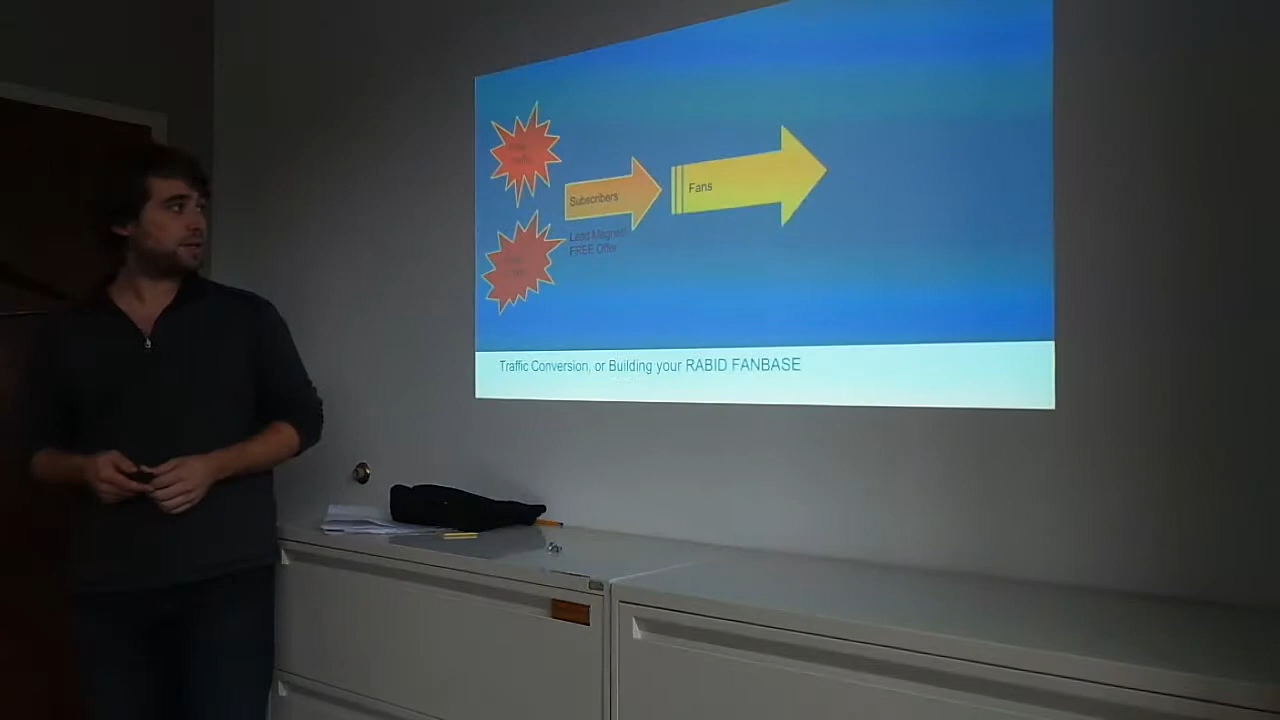 Subscribers
Fans
Lead Magnet/
FREE Offer
Traffic Conversion, or Building your RABID FANBASE